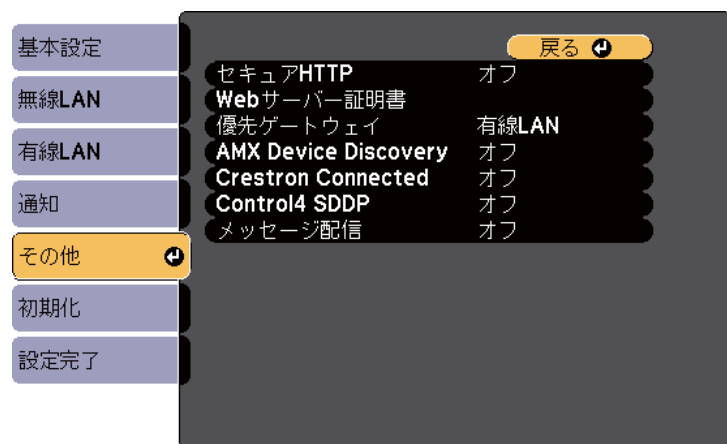 基本設定
無線LAN
有線LAN
通知
その他
初期化
設定完了
戻る
セキュアHTTP オフ
Webサーバー証明書
優先ゲートウェイ 有線LAN
AMX Device Discovery オフ
Crestron Connected オフ
Control4 SDDP オフ
メッセージ配信 オフ